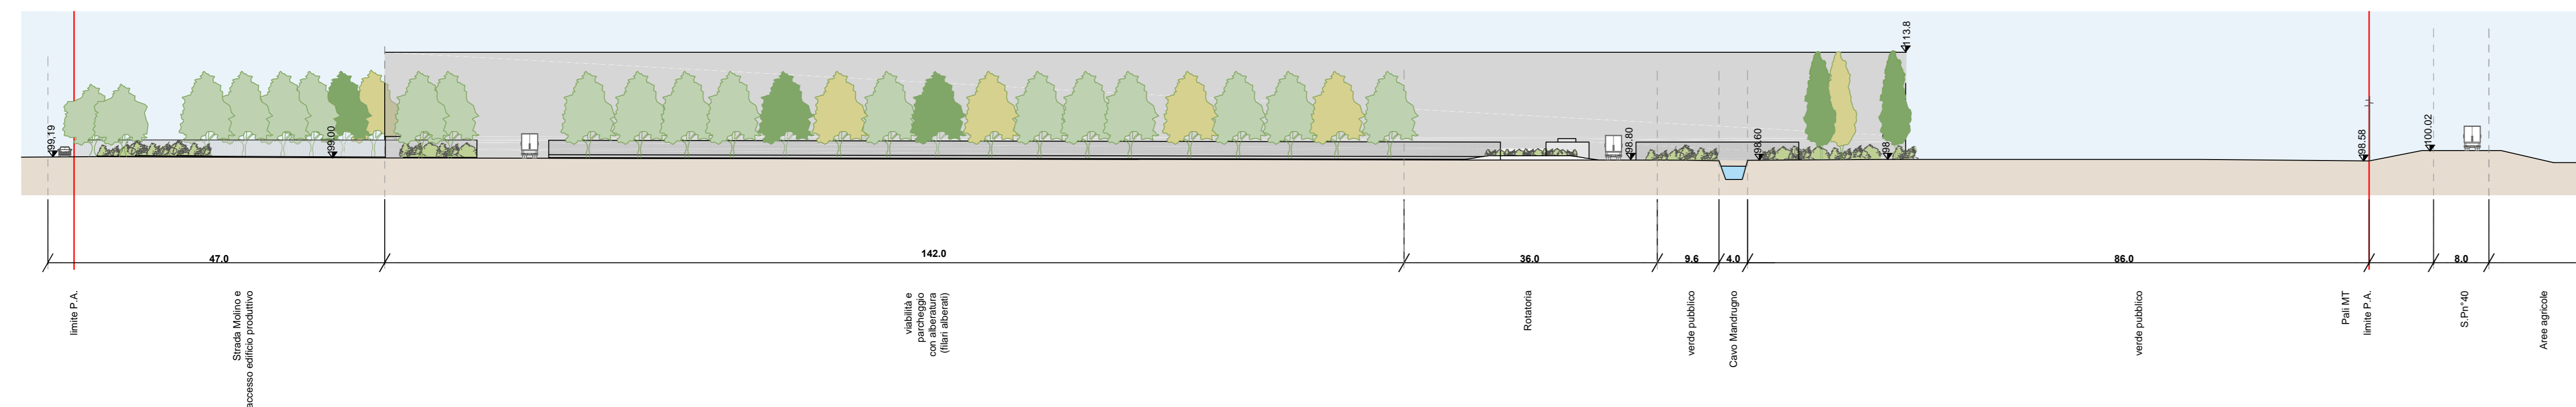 99.19
99.00
113.8
98.80
98.60
98.58
100.02
47.0
142.0
36.0
9.6
4.0
86.0
8.0
limite P.A.
Strada Molino e
accesso edificio produttivo
viabilità e
parcheggio
con alberatura
(filari alberati)
Rotatoria
verde pubblico
Cavo Mandrugno
verde pubblico
Pali MT
limite P.A.
S.Pn°40
Aree agricole